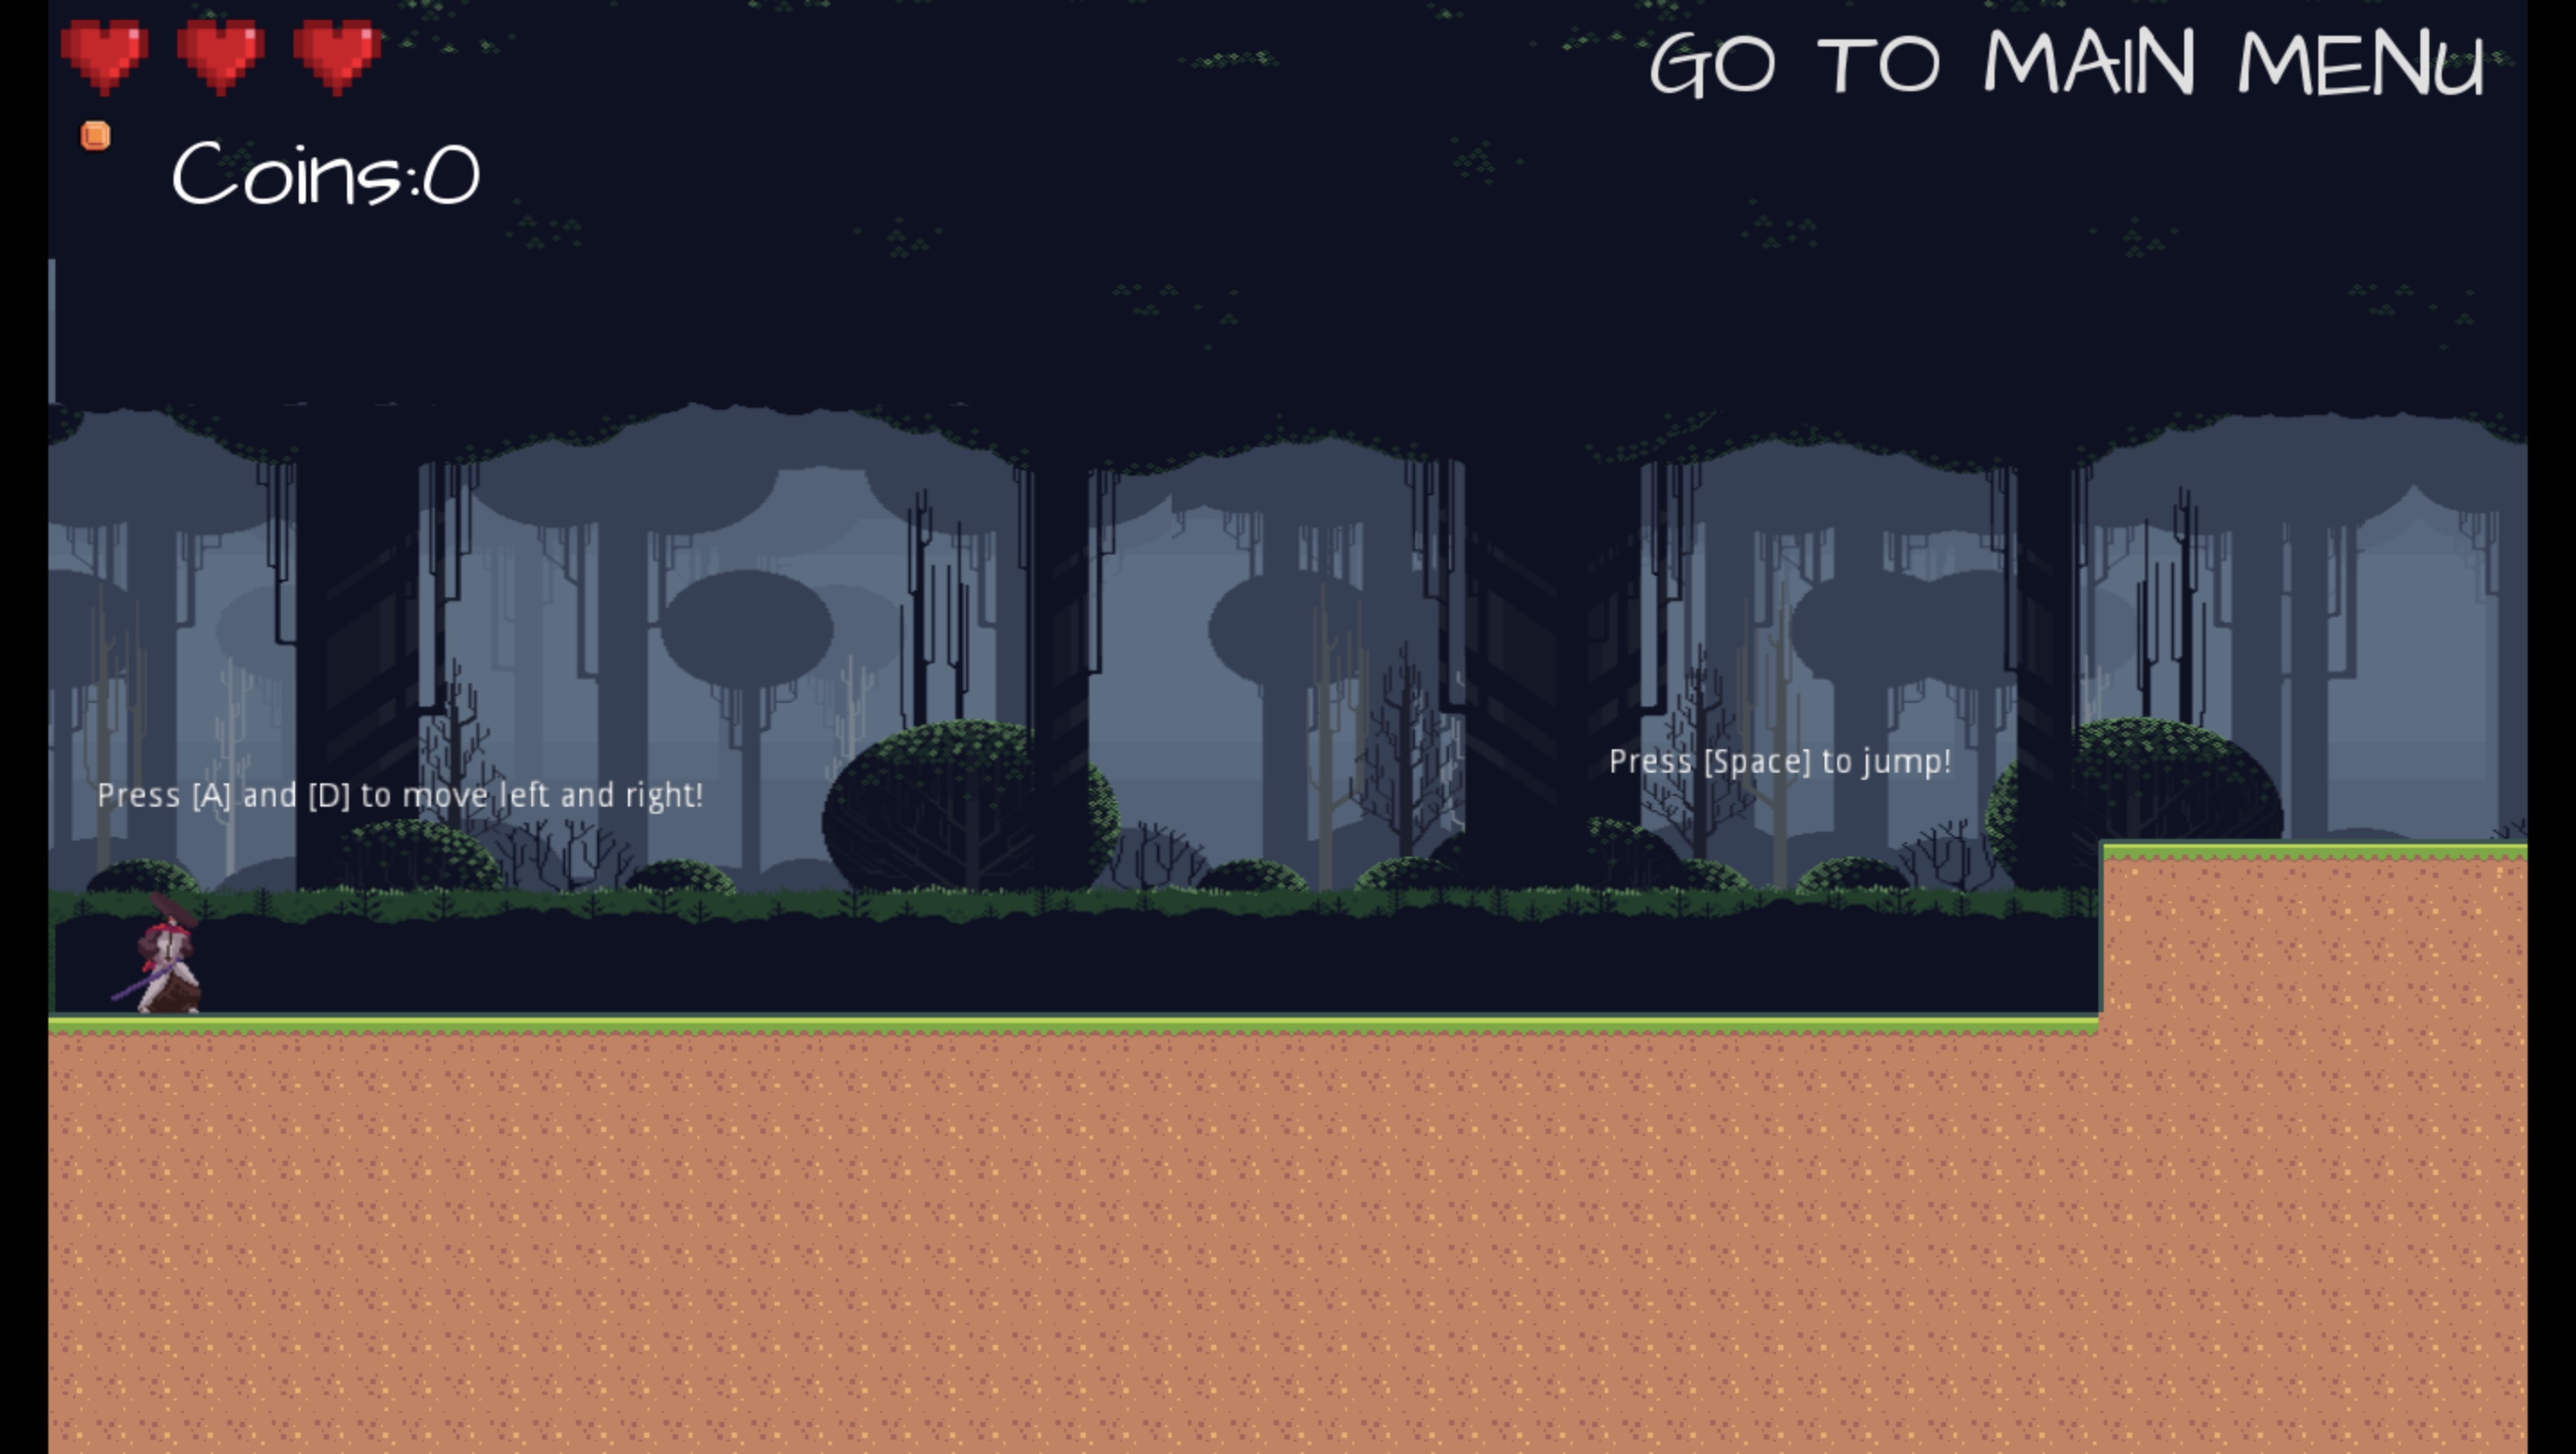 GO TO MAIN MENU
Coins:0
Press [Space] to jump!
Press [A] and [D] to move left and right!